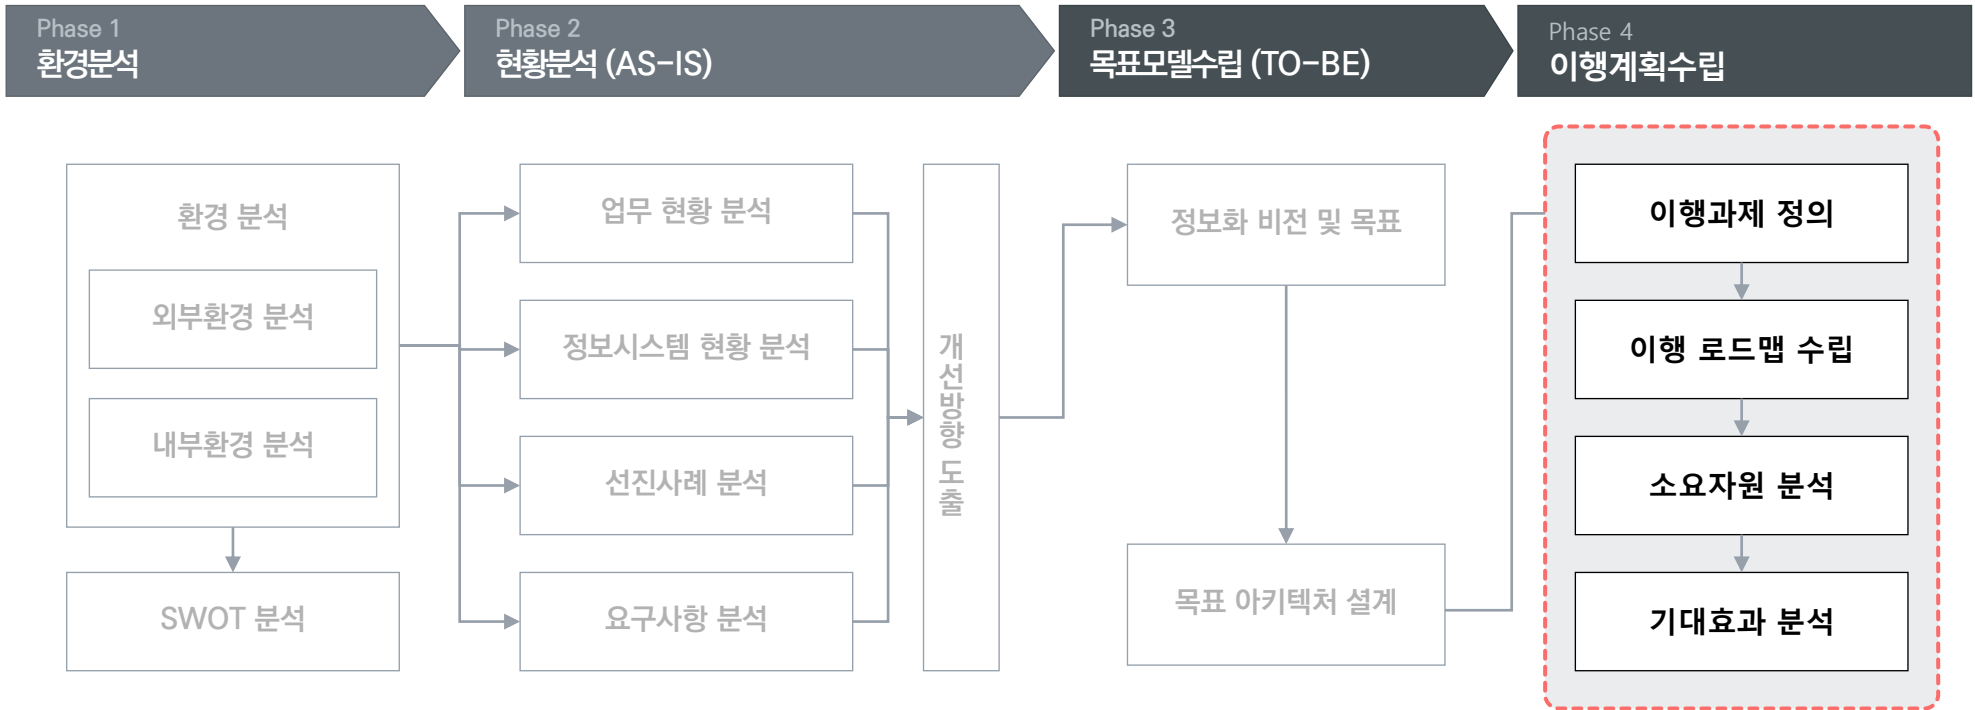 Phase 1
환경분석
Phase 2
현황분석 (AS-IS)
Phase 3
목표모델수립 (TO-BE)
Phase 4
이행계획수립
환경 분석
외부환경 분석
내부환경 분석
SWOT 분석
업무 현황 분석
정보시스템 현황 분석
선진사례 분석
요구사항 분석
개선방향 도출
정보화 비전 및 목표
목표 아키텍처 셜계
이행과제 정의
이행 로드맵 수립
소요자원 분석
기대효과 분석